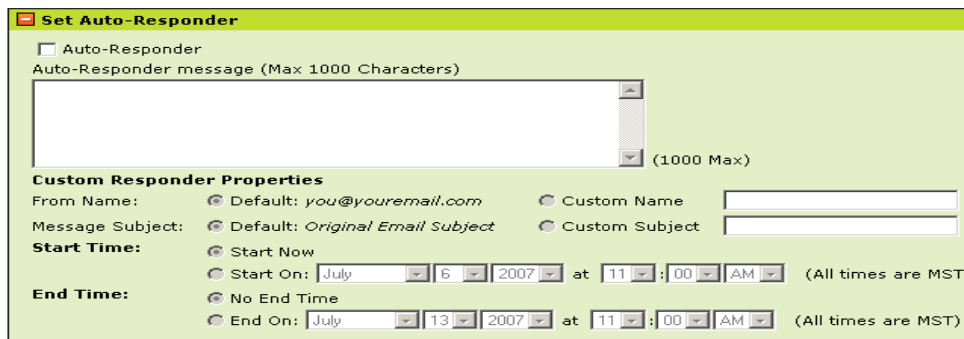 Set Auto-Responder
Auto-Responder
Auto-Responder message (Max 1000 Characters)
(1000 Max)
Custom Responder Properties
From Name: Default: you@youremail.com Custom Name
Message Subject: Default: Original Email Subject Custom Subject
Start Time: Start Now
Start On: July 6 2007 at 11 : 00 AM (All times are MST
End Time: No End Time
End On: July 13 2007 at 11 : 00 AM (All times are MST)